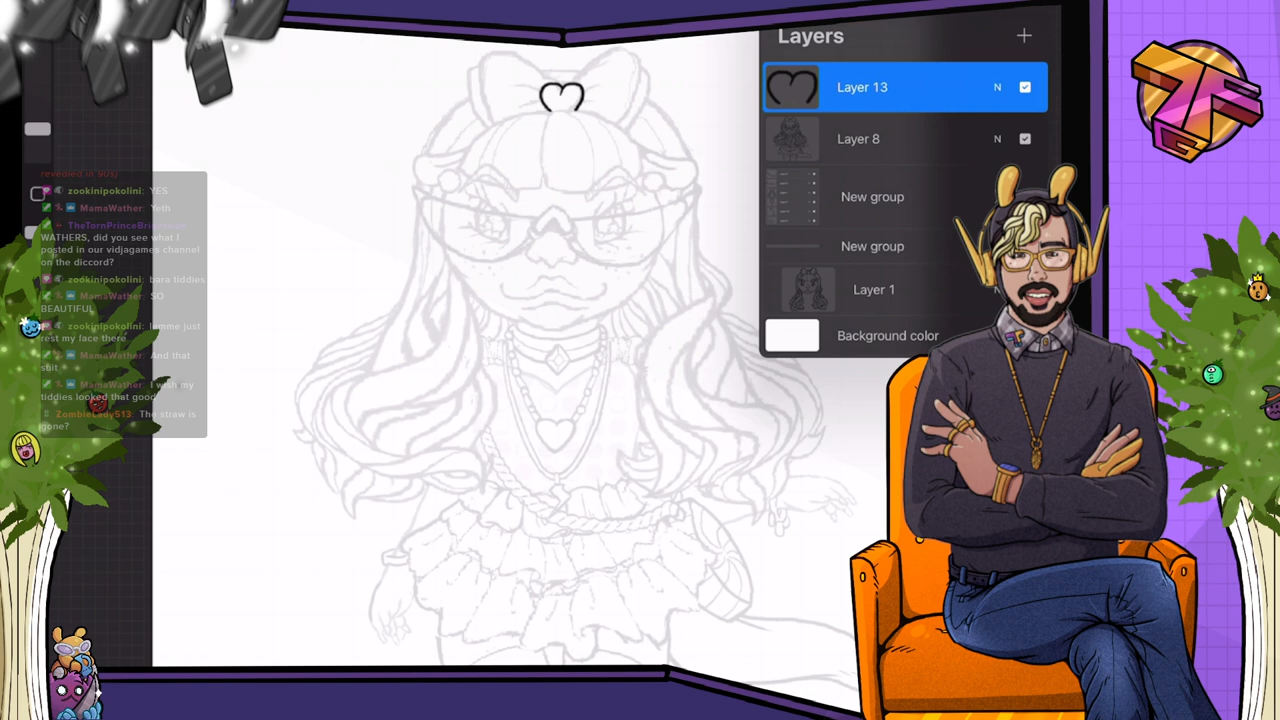 Layers
Layer 13
N
Layer 8
N
New group
New group
Layer 1
Background color
revealed in 90s)
zookinipokolini: YES
MamaWather: Yeth
WATHERS, did you see what I
posted in our vidjagames channel
on the diccord?
zookinipokolini: bara tiddies
MamaWather: SO
BEAUTIFUL
zookinipokolini: lemme just
rest my face there
MamaWather: And that
suit
MamaWather: I wish my
tiddies looked that good
ZombieLady513: The straw is
gone?